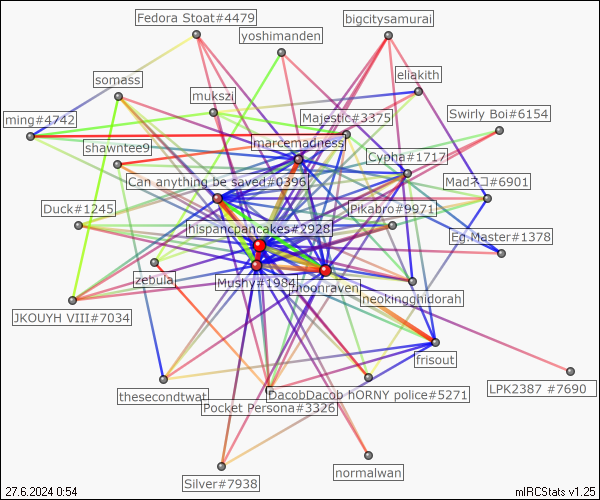 Fedora Stoat#4479
bigcitysamurai
yoshimanden
eliakith
somass
mukszi
ming#4742
Majestic#3375
Swirly Boi#6154
shawntee9
marcemadness
Cypha#1717
Can anything be saved#0396
Madネコ#6901
Duck#1245
Pikabro#9971
hispancpancakes#2928
Eg.Master#1378
zebula
Mushy#1984
moonraven
neokingghidorah
JKOUYH VIII#7034
frisout
LPK2387 #7690
thesecondtwat
DacobDacob hORNY police#5271
Pocket Persona#3326
normalwan
Silver#7938
27.6.2024 0:54
mIRCStats v1.25